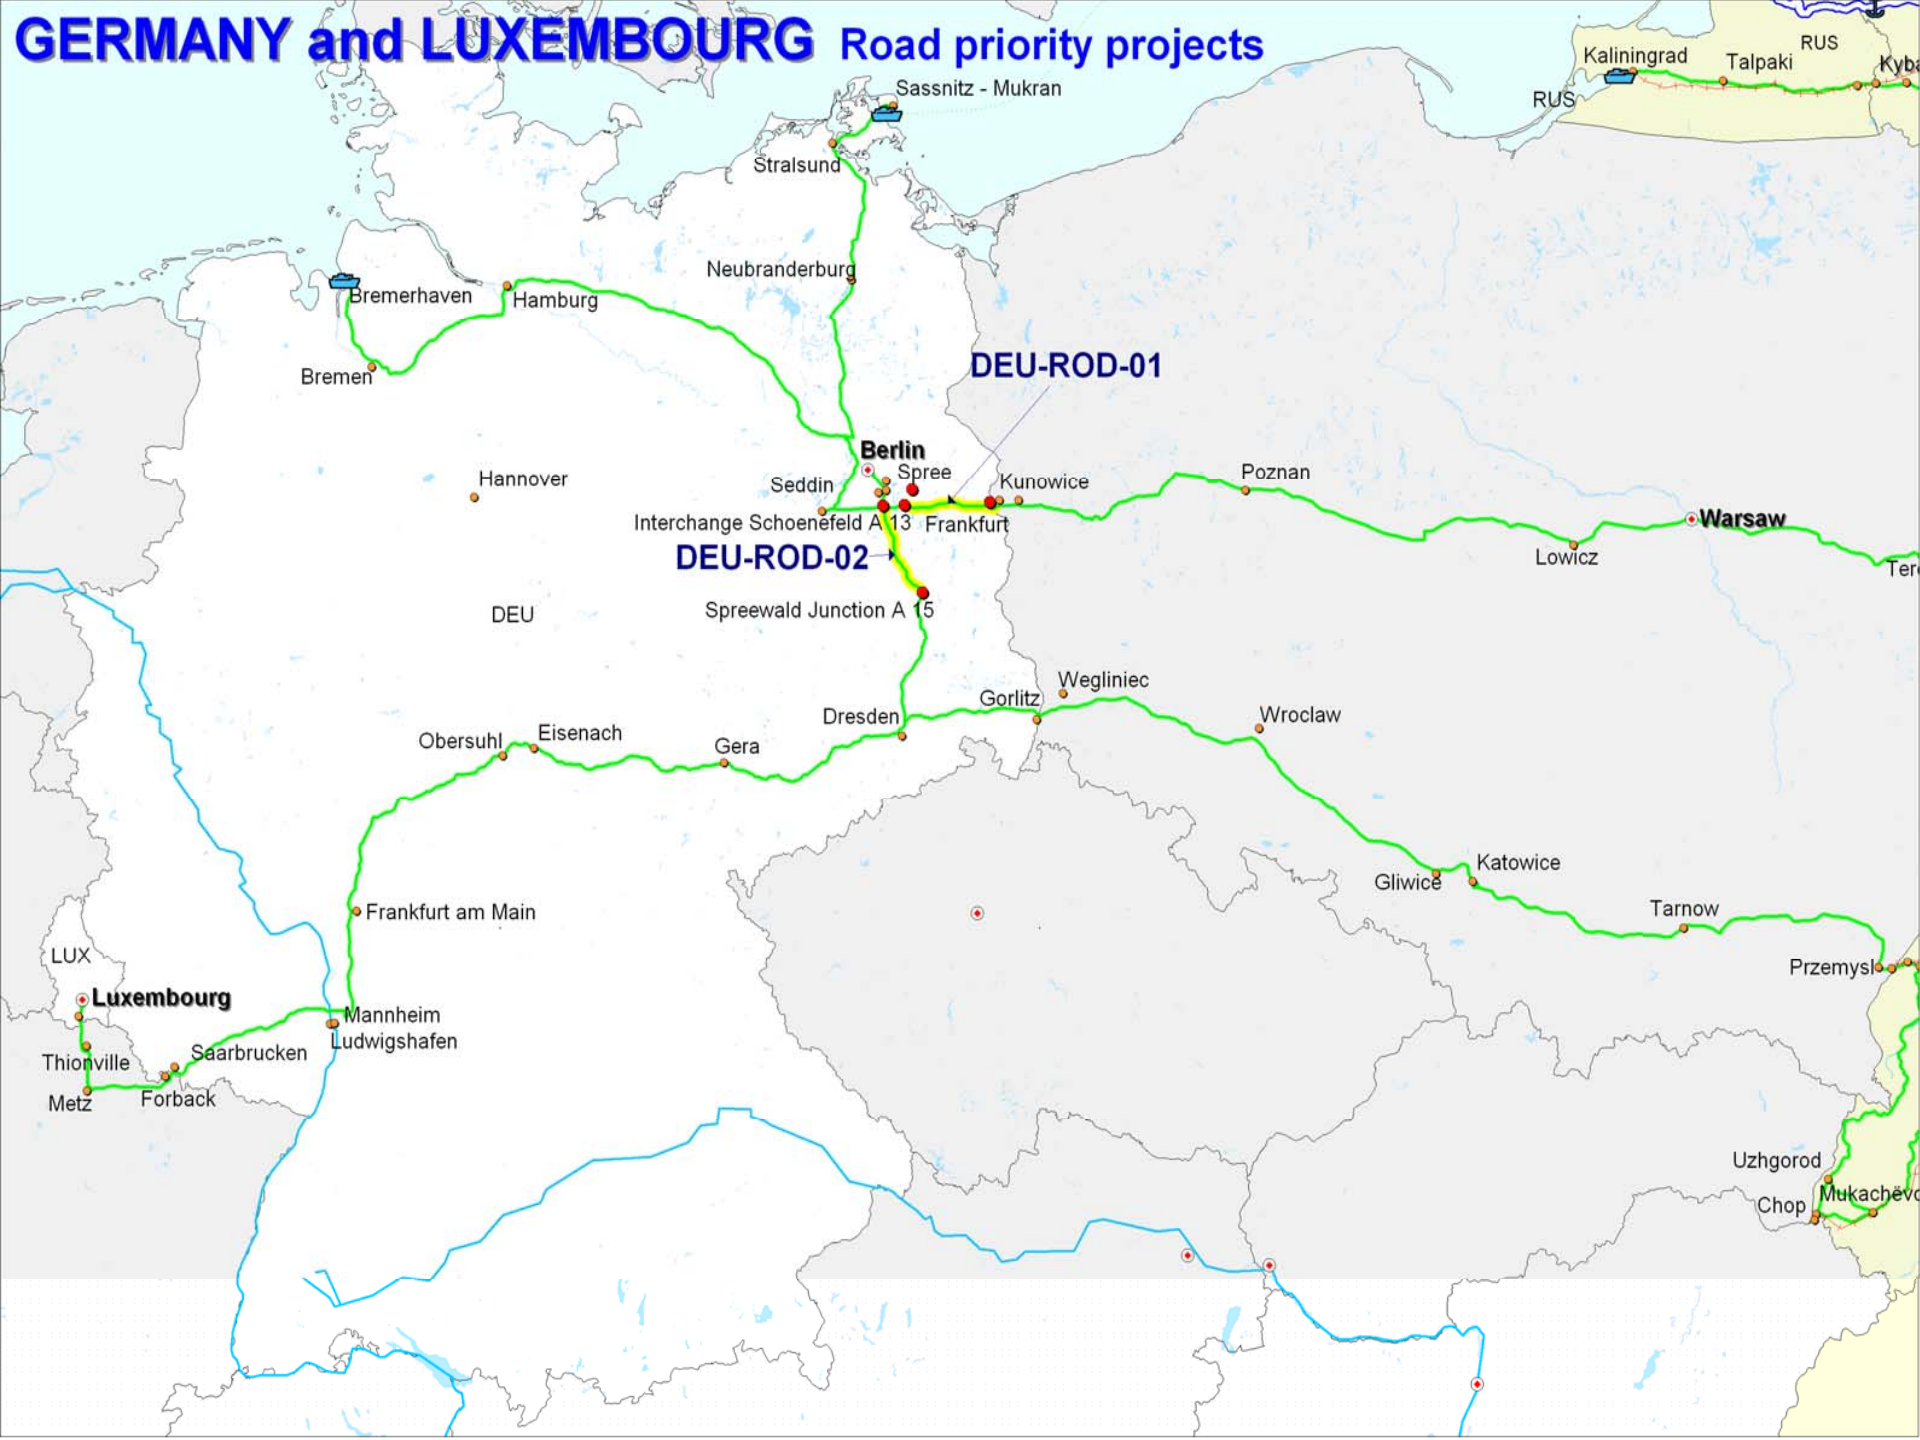 GERMANY and LUXEMBOURG Road priority projects
RUS
Kaliningrad
Talpaki
Kyba
Sassnitz - Mukran
RUS
Stralsund
Neubranderburg
Bremerhaven
Hamburg
DEU-ROD-01
Bremen
Berlin
Spree
Hannover
Seddin
Kunowice
Poznan
Interchange Schoenefeld A 13
Frankfurt
Warsaw
DEU-ROD-02
Lowicz
Tere
DEU
Spreewald Junction A 15
Wegliniec
Gorlitz
Dresden
Wroclaw
Obersuhl
Eisenach
Gera
Katowice
Gliwice
Frankfurt am Main
Tarnow
LUX
Przemysl
Luxembourg
Mannheim
Ludwigshafen
Saarbrucken
Thionville
Metz
Forback
Uzhgorod
Mukachëvo
Chop